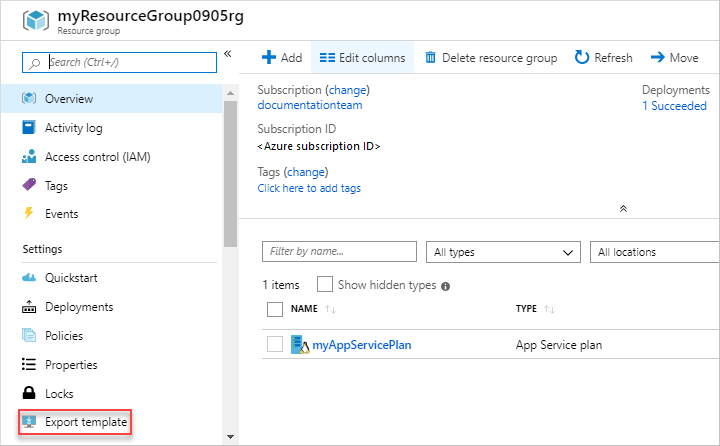 myResourceGroup0905rg
Resource group
Search (Ctrl+/)
«
Overview
Activity log
Access control (IAM)
Tags
Events
Settings
Quickstart
Deployments
Policies
Properties
Locks
Export template
Add Edit columns Delete resource group Refresh Move
Subscription (change)
documentationteam
Deployments
1 Succeeded
Subscription ID
<Azure subscription ID>
Tags (change)
Click here to add tags
Filter by name... All types All locations
1 items Show hidden types
NAME TYPE
myAppServicePlan App Service plan